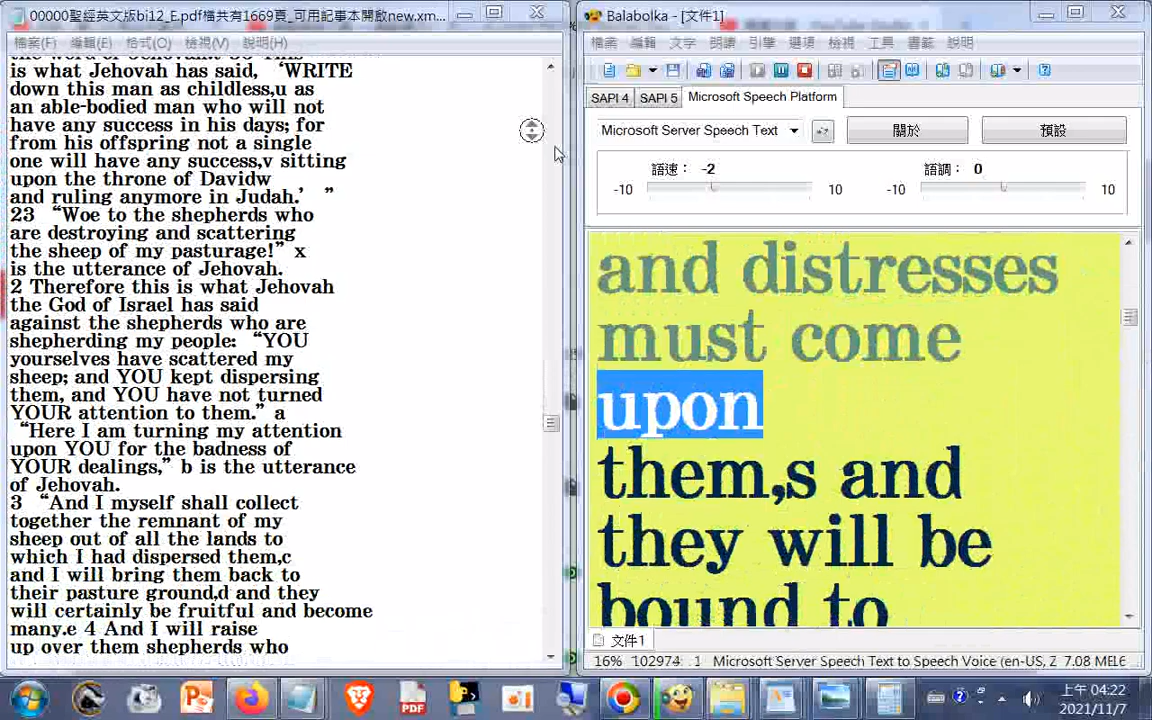 00000聖經英文版bi12_E.pdf檔共有1669頁_可用記事本開啟new.xm...
檔案(F) 編輯(E) 格式(O) 檢視(V) 說明(H)
is what Jehovah has said, “WRITE
down this man as childless,u as
an able-bodied man who will not
have any success in his days; for
from his offspring not a single
one will have any success,v sitting
upon the throne of Davidw
and ruling anymore in Judah.’ ”
23 “Woe to the shepherds who
are destroying and scattering
the sheep of my pasturage!” x
is the utterance of Jehovah.
2 Therefore this is what Jehovah
the God of Israel has said
against the shepherds who are
shepherding my people: “YOU
yourselves have scattered my
sheep; and YOU kept dispersing
them, and YOU have not turned
YOUR attention to them.” a
“Here I am turning my attention
upon YOU for the badness of
YOUR dealings,” b is the utterance
of Jehovah.
3 “And I myself shall collect
together the remnant of my
sheep out of all the lands to
which I had dispersed them,c
and I will bring them back to
their pasture ground,d and they
will certainly be fruitful and become
many.e 4 And I will raise
up over them shepherds who
Balabolka - [文件1]
檔案 編輯 文字 朗讀 引擎 選項 檢視 工具 書籤 說明
SAPI 4 SAPI 5 Microsoft Speech Platform
Microsoft Server Speech Text 關於 預設
語速： -2 語調： 0
-10 10 -10 10
and distresses
must come
upon
them,s and
they will be
bound to
文件1
16% 102974 : 1 Microsoft Server Speech Text to Speech Voice (en-US, Z 7.08
PDF
上午 04:22
2021/11/7